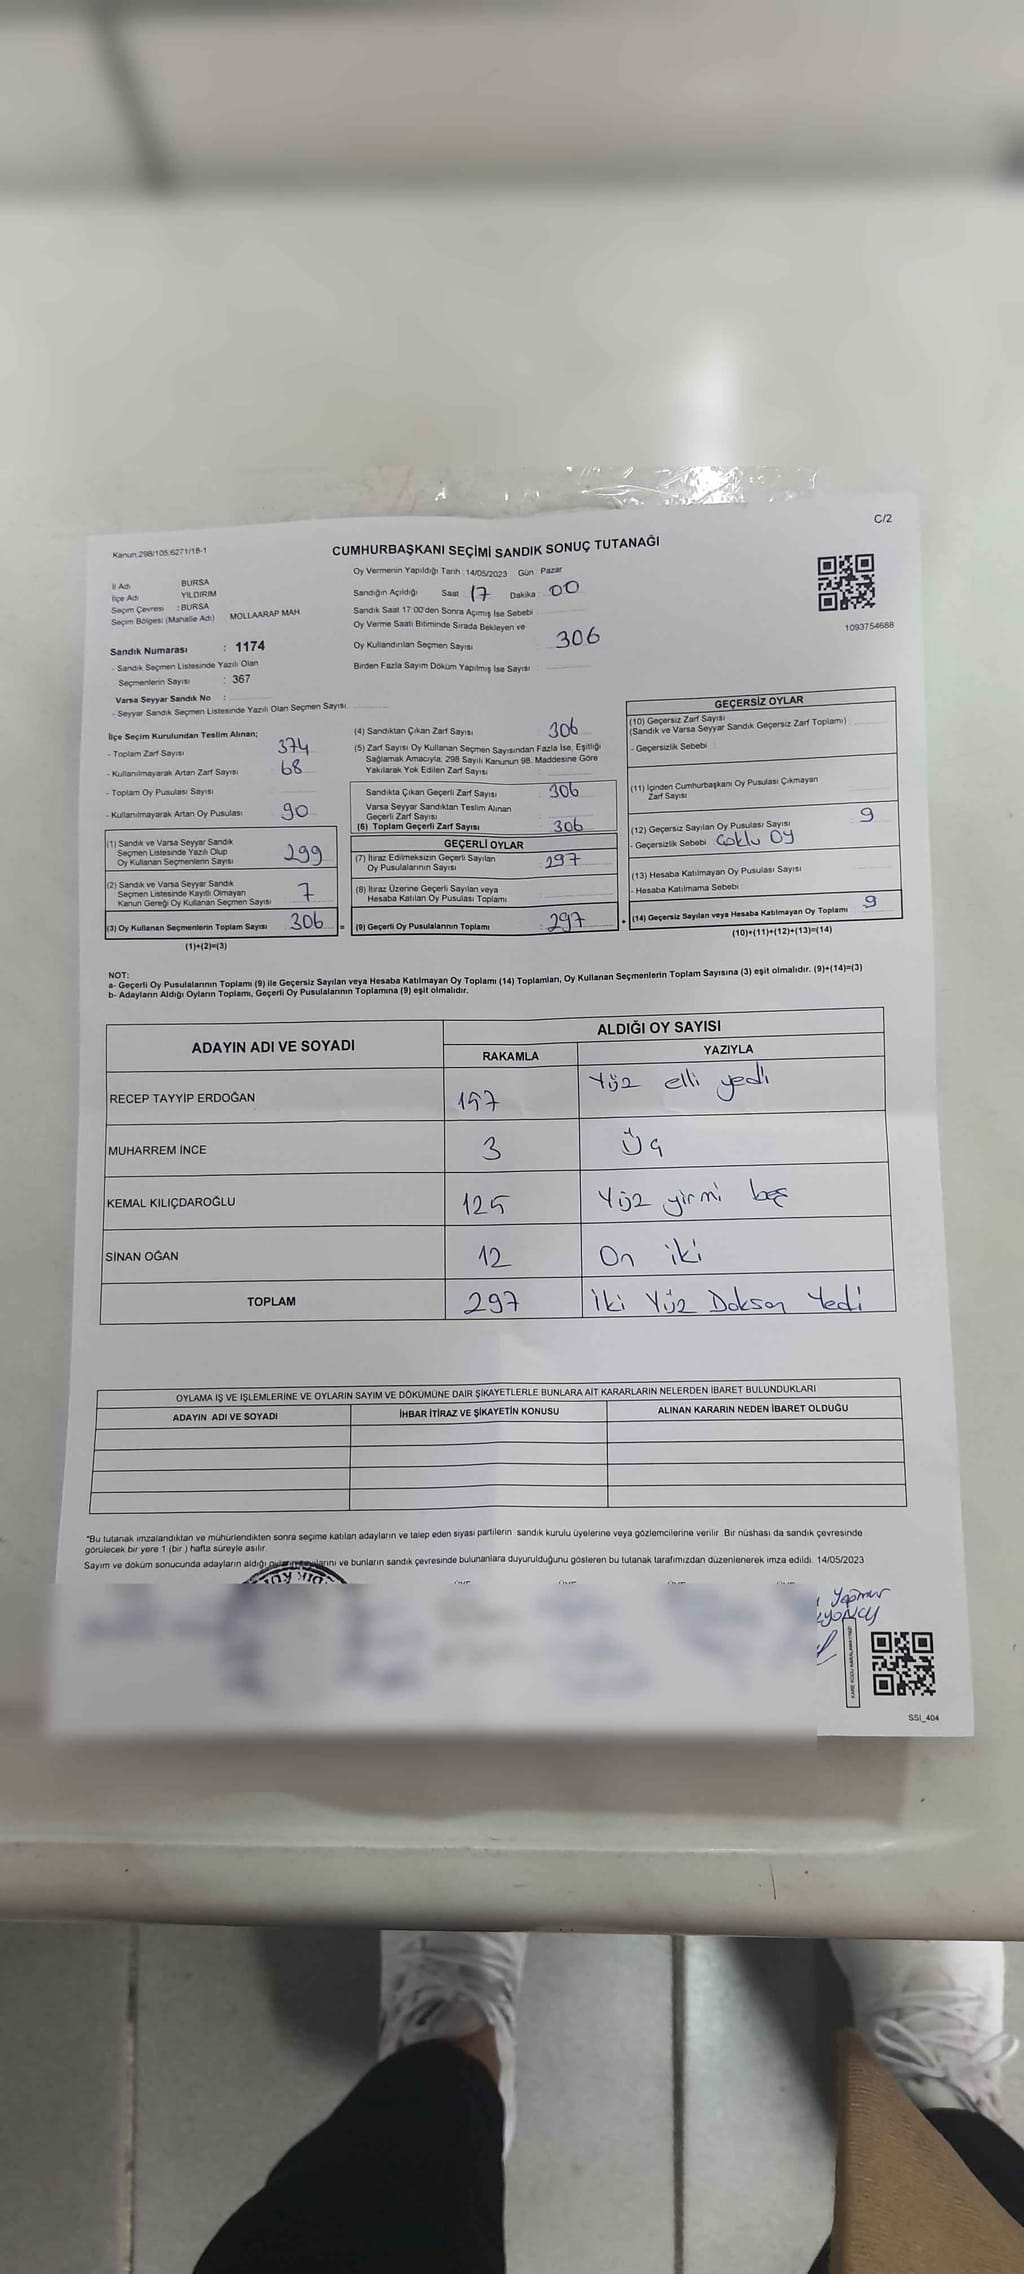 C/2
Kanun 298/105,6271/18-1
CUMHURBAŞKANI SEÇİMİ SANDIK SONUÇ TUTANAĞI
İl Adı BURSA
İlçe Adı YILDIRIM
Seçim Çevresi : BURSA
Seçim Bölgesi (Mahalle Adı) MOLLAARAP MAH.
Sandık Numarası : 1174
- Sandık Seçmen Listesinde Yazılı Olan
Seçmenlerin Sayısı : 367
Varsa Seyyar Sandık No :
- Seyyar Sandık Seçmen Listesinde Yazılı Olan Seçmen Sayısı
Oy Vermenin Yapıldığı Tarih : 14/05/2023 Gün : Pazar
Sandığın Açıldığı Saat 17 Dakika : 00
Sandık Saat 17:00'den Sonra Açımış İse Sebebi
Oy Verme Saati Bitiminde Sırada Bekleyen ve
Oy Kullandırılan Seçmen Sayısı 306
Birden Fazla Sayım Döküm Yapılmış İse Sayısı :
1093754688
İlçe Seçim Kurulundan Teslim Alınan;
- Toplam Zarf Sayısı 374
- Kullanılmayarak Artan Zarf Sayısı 68
- Toplam Oy Pusulası Sayısı
- Kullanılmayarak Artan Oy Pusulası 90
(1) Sandık ve Varsa Seyyar Sandık
Seçmen Listesinde Yazılı Olup
Oy Kullanan Seçmenlerin Sayısı 299
(2) Sandık ve Varsa Seyyar Sandık
Seçmen Listesinde Kayıtlı Olmayan
Kanun Gereği Oy Kullanan Seçmen Sayısı 7
(3) Oy Kullanan Seçmenlerin Toplam Sayısı 306 =
(1)+(2)=(3)
(4) Sandıktan Çıkan Zarf Sayısı 306
(5) Zarf Sayısı Oy Kullanan Seçmen Sayısından Fazla İse, Eşitliği
Sağlamak Amacıyla; 298 Sayılı Kanunun 98. Maddesine Göre
Yakılarak Yok Edilen Zarf Sayısı :
Sandıkta Çıkan Geçerli Zarf Sayısı 306
Varsa Seyyar Sandıktan Teslim Alınan
Geçerli Zarf Sayısı
(6) Toplam Geçerli Zarf Sayısı 306
GEÇERLİ OYLAR
(7) İtiraz Edilmeksizin Geçerli Sayılan
Oy Pusulalarının Sayısı 297
(8) İtiraz Üzerine Geçerli Sayılan veya
Hesaba Katılan Oy Pusulası Toplamı
(9) Geçerli Oy Pusulalarının Toplamı : 297 +
GEÇERSİZ OYLAR
(10) Geçersiz Zarf Sayısı
(Sandık ve Varsa Seyyar Sandık Geçersiz Zarf Toplamı)
- Geçersizlik Sebebi
(11) İçinden Cumhurbaşkanı Oy Pusulası Çıkmayan
Zarf Sayısı
(12) Geçersiz Sayılan Oy Pusulası Sayısı 9
- Geçersizlik Sebebi Çoklu Oy
(13) Hesaba Katılmayan Oy Pusulası Sayısı
- Hesaba Katılmama Sebebi
(14) Geçersiz Sayılan veya Hesaba Katılmayan Oy Toplamı 9
(10)+(11)+(12)+(13)=(14)
NOT:
a- Geçerli Oy Pusulalarının Toplamı (9) ile Geçersiz Sayılan veya Hesaba Katılmayan Oy Toplamı (14) Toplamları, Oy Kullanan Seçmenlerin Toplam Sayısına (3) eşit olmalıdır. (9)+(14)=(3)
b- Adayların Aldığı Oyların Toplamı, Geçerli Oy Pusulalarının Toplamına (9) eşit olmalıdır.
ADAYIN ADI VE SOYADI ALDIĞI OY SAYISI
RAKAMLA YAZIYLA
RECEP TAYYİP ERDOĞAN 157 Yüz elli yedi
MUHARREM İNCE 3 Üç
KEMAL KILIÇDAROĞLU 125 Yüz yirmi beş
SİNAN OĞAN 12 On iki
TOPLAM 297 İki Yüz Doksan Yedi
OYLAMA İŞ VE İŞLEMLERİNE VE OYLARIN SAYIM VE DÖKÜMÜNE DAİR ŞİKAYETLERLE BUNLARA AİT KARARLARIN NELERDEN İBARET BULUNDUKLARI
ADAYIN ADI VE SOYADI İHBAR İTİRAZ VE ŞİKAYETİN KONUSU ALINAN KARARIN NEDEN İBARET OLDUĞU
*Bu tutanak imzalandıktan ve mühürlendikten sonra seçime katılan adayların ve talep eden siyasi partilerin sandık kurulu üyelerine veya gözlemcilerine verilir. Bir nüshası da sandık çevresinde
görülecek bir yere 1 (bir) hafta süreyle asılır.
Sayım ve döküm sonucunda adayların aldığı ve bunların sandık çevresinde bulunanlara duyurulduğunu gösteren bu tutanak tarafımızdan düzenlenerek imza edildi. 14/05/2023
Yağmur
SSI_404